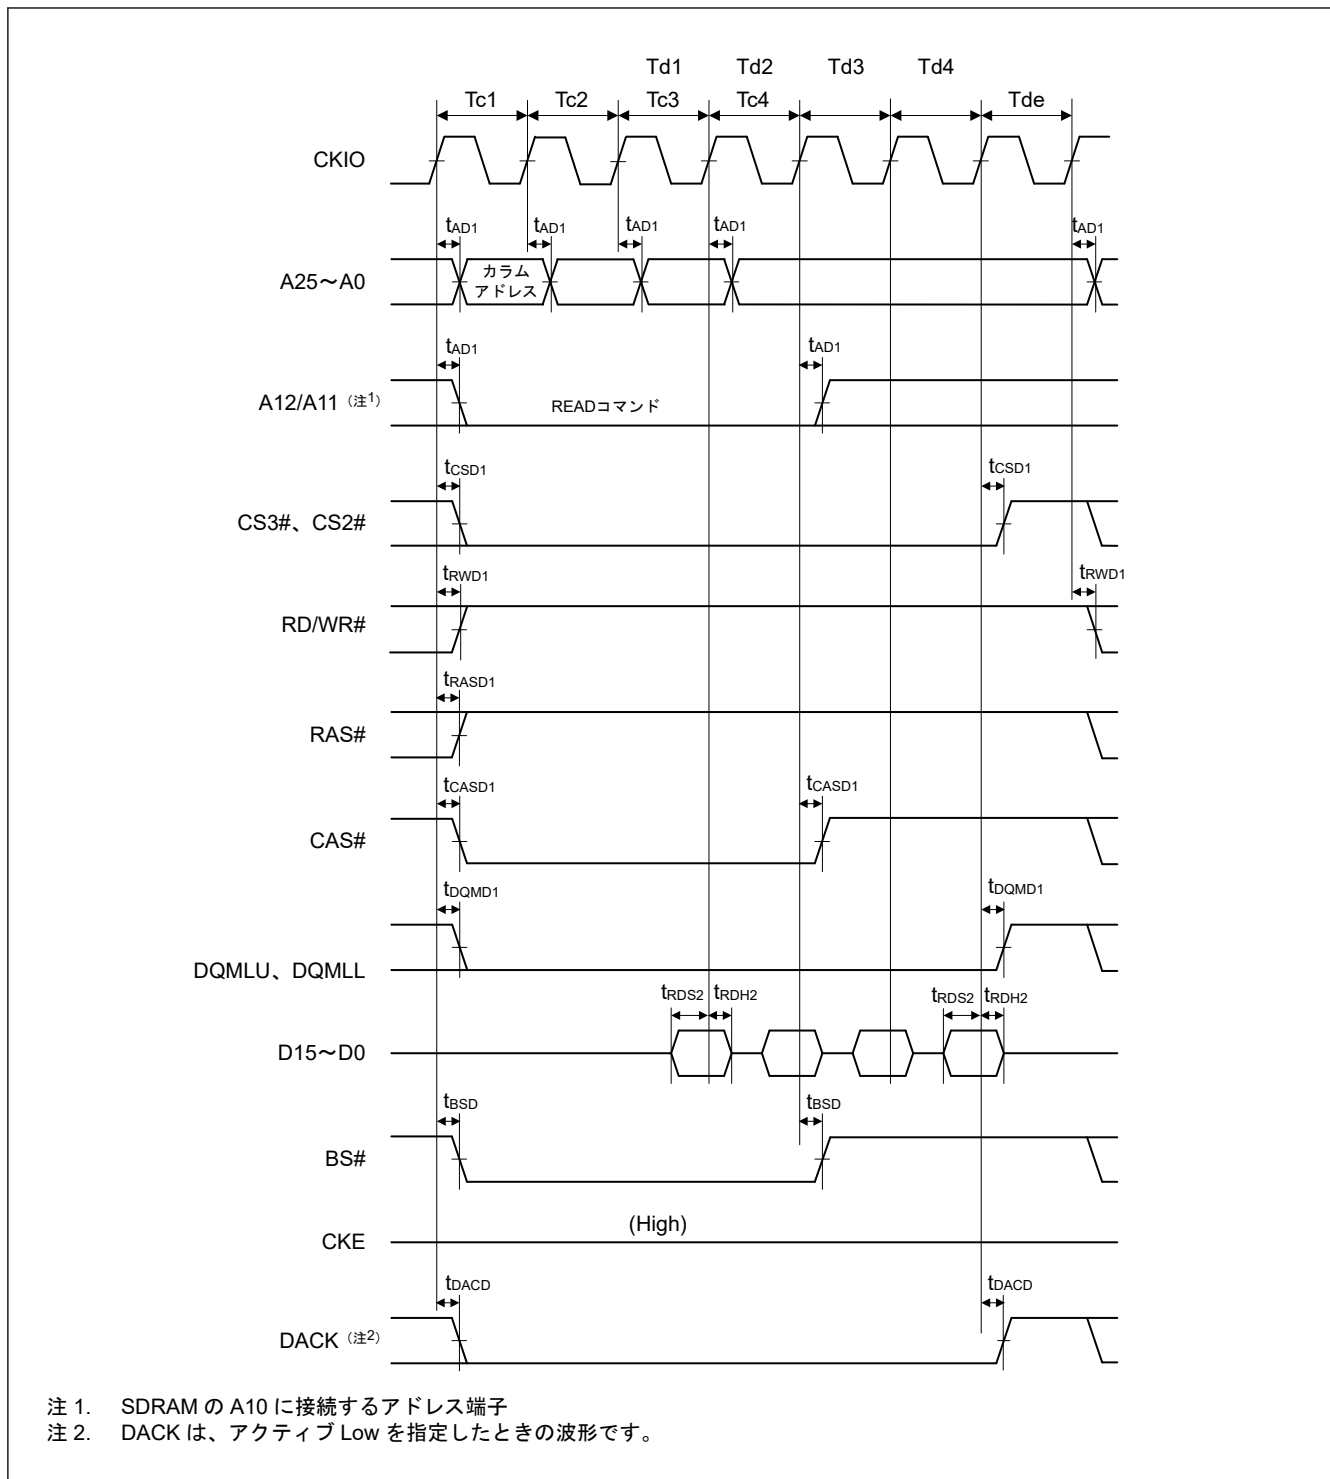 Td1 Td2 Td3 Td4
Tc1 Tc2 Tc3 Tc4 Tde
CKIO
tAD1 tAD1 tAD1 tAD1 tAD1
A25～A0
カラム
アドレス
tAD1 tAD1
A12/A11（注1）
READコマンド
tCSD1 tCSD1
CS3#、CS2#
tRWD1 tRWD1
RD/WR#
tRASD1
RAS#
tCASD1 tCASD1
CAS#
tDQMD1 tDQMD1
DQMLU、DQMLL
tRDS2 tRDH2 tRDS2 tRDH2
D15～D0
tBSD tBSD
BS#
(High)
CKE
tDACD tDACD
DACK（注2）
注 1. SDRAM の A10 に接続するアドレス端子
注 2. DACK は、アクティブ Low を指定したときの波形です。